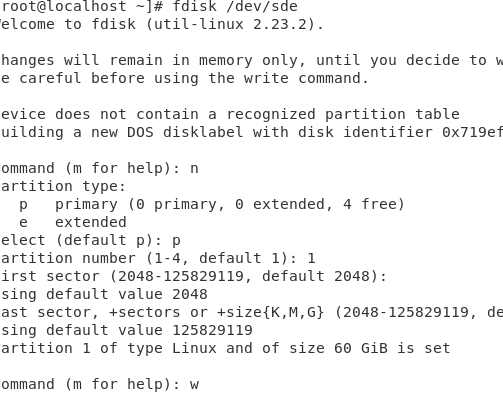 root@localhost ~]# fdisk /dev/sde
elcome to fdisk (util-linux 2.23.2).
hanges will remain in memory only, until you decide to w
e careful before using the write command.
evice does not contain a recognized partition table
uilding a new DOS disklabel with disk identifier 0x719ef
ommand (m for help): n
artition type:
p   primary (0 primary, 0 extended, 4 free)
e   extended
elect (default p): p
artition number (1-4, default 1): 1
irst sector (2048-125829119, default 2048):
sing default value 2048
ast sector, +sectors or +size{K,M,G} (2048-125829119, de
sing default value 125829119
artition 1 of type Linux and of size 60 GiB is set
ommand (m for help): w